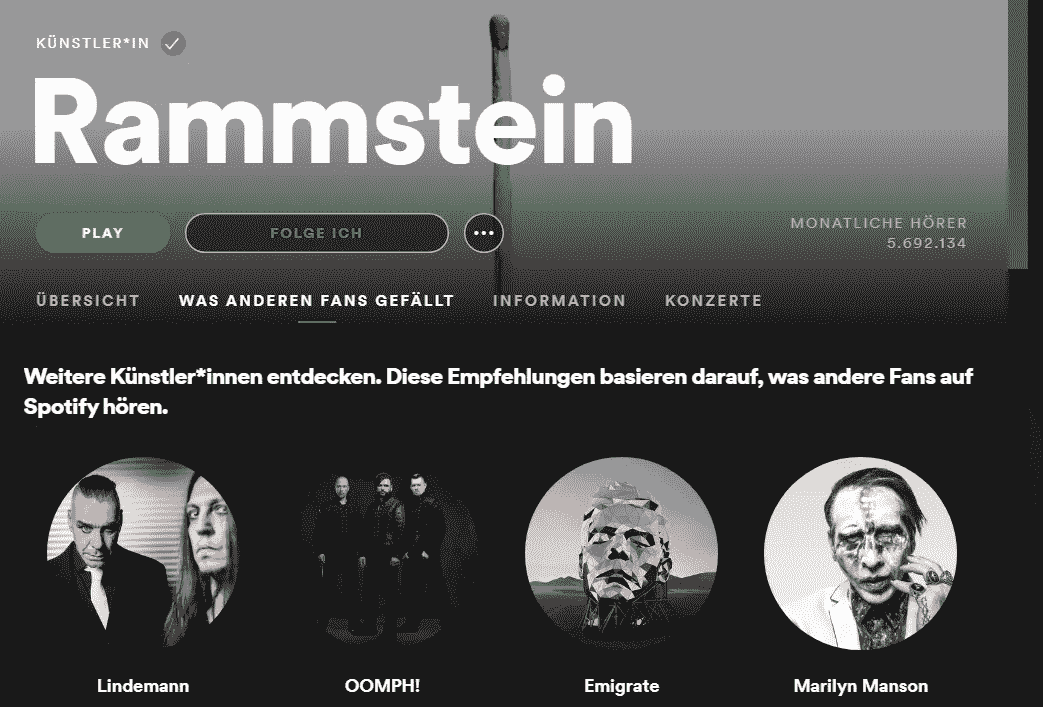 KÜNSTLER*IN
Rammstein
PLAY
FOLGE ICH
MONATLICHE HÖRER
5.692.134
ÜBERSICHT
WAS ANDEREN FANS GEFÄLLT
INFORMATION
KONZERTE
Weitere Künstler*innen entdecken. Diese Empfehlungen basieren darauf, was andere Fans auf
Spotify hören.
Lindemann
OOMPH!
Emigrate
Marilyn Manson